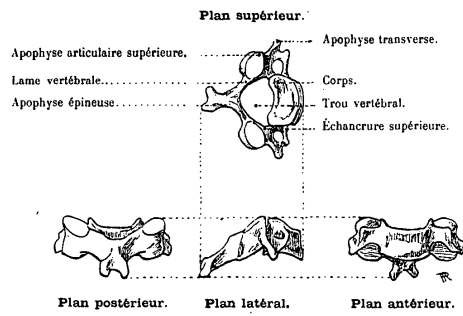 Plan supérieur.
Apophyse articulaire supérieure.
Lame vertébrale...
Apophyse épineuse
Apophyse transverse.
Corps.
Trou vertébral.
Échancrure supérieure.
Plan postérieur.
Plan latéral.
Plan antérieur.